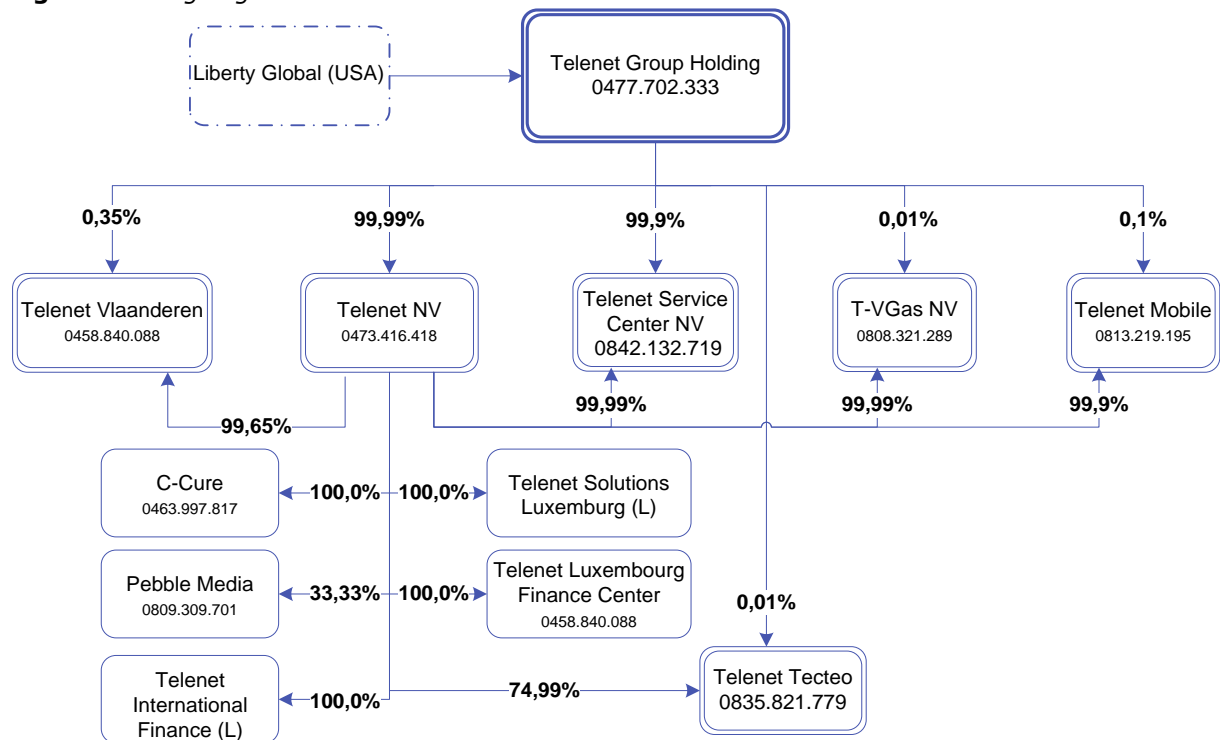 Liberty Global (USA)
Telenet Group Holding
0477.702.333
0,35%
99,99%
99,9%
0,01%
0,1%
Telenet Vlaanderen
0458.840.088
Telenet NV
0473.416.418
Telenet Service
Center NV
0842.132.719
T-VGas NV
0808.321.289
Telenet Mobile
0813.219.195
99,65%
99,99%
99,99%
99,9%
C-Cure
0463.997.817
100,0%
100,0%
Telenet Solutions
Luxemburg (L)
Pebble Media
0809.309.701
33,33%
100,0%
Telenet Luxembourg
Finance Center
0458.840.088
0,01%
Telenet
International
Finance (L)
100,0%
74,99%
Telenet Tecteo
0835.821.779